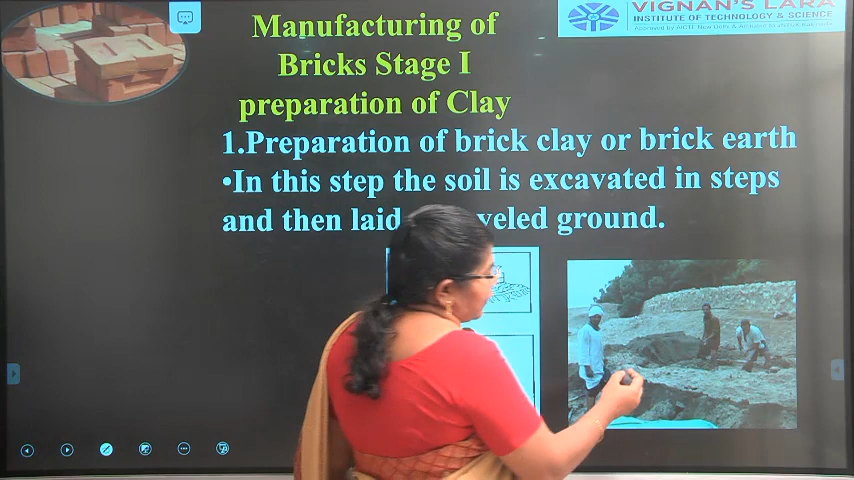 VIGNAN'S LARA
INSTITUTE OF TECHNOLOGY & SCIENCE
Manufacturing of
Bricks Stage I
preparation of Clay
1.Preparation of brick clay or brick earth
•In this step the soil is excavated in steps
and then laid veled ground.